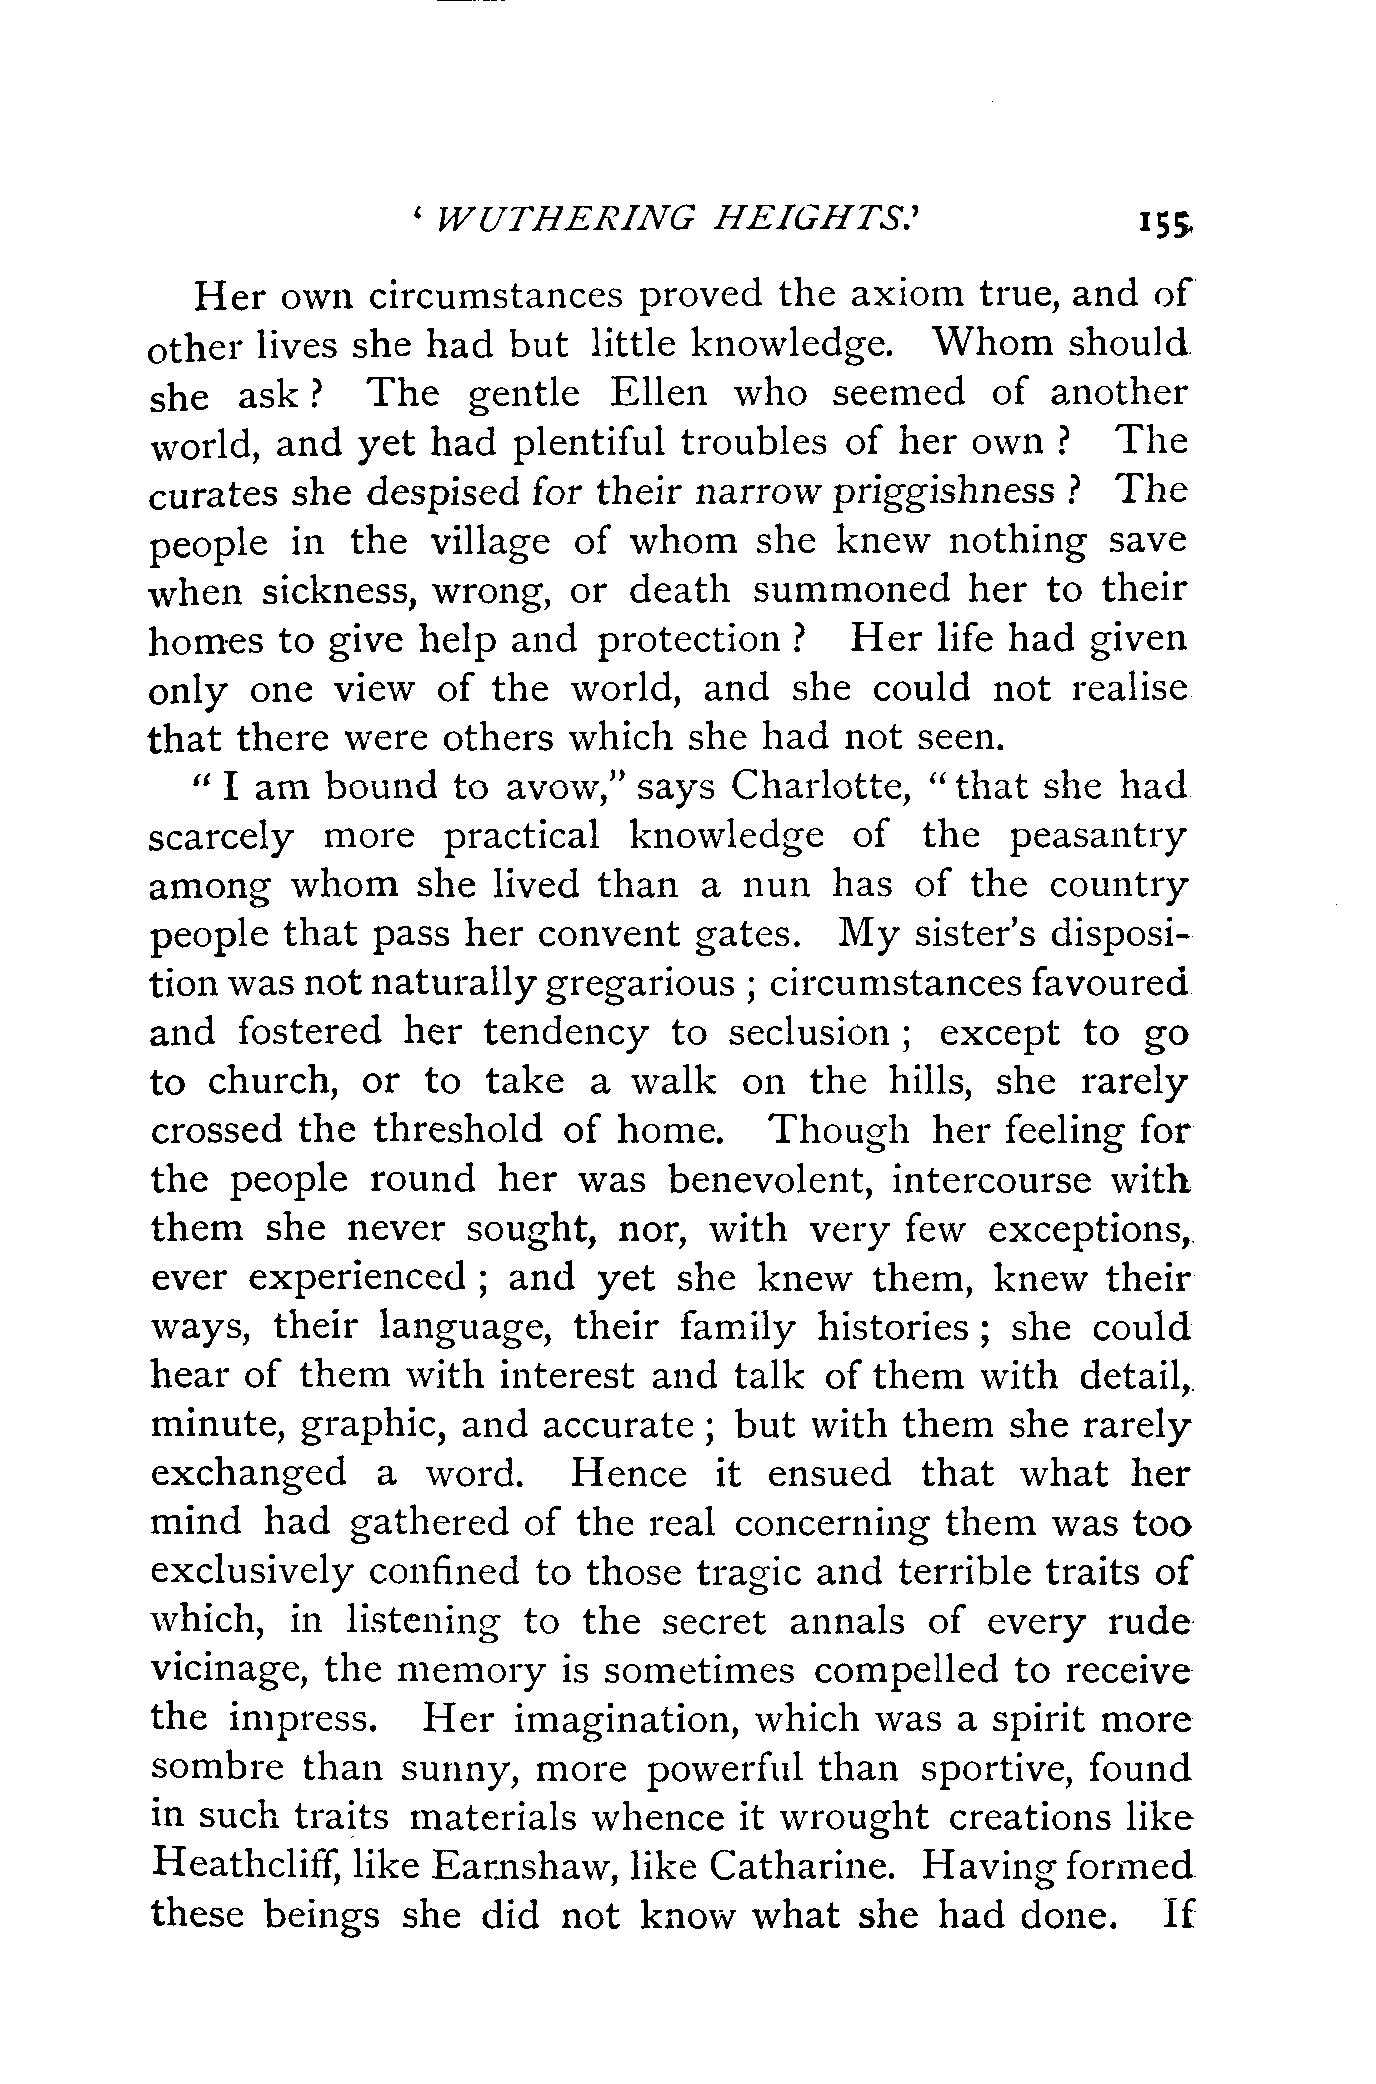 ‘ WUTHERING HEIGHTS.’ 155
Her own circumstances proved the axiom true, and of
other lives she had but little knowledge. Whom should
she ask ? The gentle Ellen who seemed of another
world, and yet had plentiful troubles of her own ? The
curates she despised for their narrow priggishness ? The
people in the village of whom she knew nothing save
when sickness, wrong, or death summoned her to their
homes to give help and protection ? Her life had given
only one view of the world, and she could not realise
that there were others which she had not seen.
“ I am bound to avow,” says Charlotte, “ that she had
scarcely more practical knowledge of the peasantry
among whom she lived than a nun has of the country
people that pass her convent gates. My sister’s disposi-
tion was not naturally gregarious ; circumstances favoured
and fostered her tendency to seclusion ; except to go
to church, or to take a walk on the hills, she rarely
crossed the threshold of home. Though her feeling for
the people round her was benevolent, intercourse with
them she never sought, nor, with very few exceptions,
ever experienced ; and yet she knew them, knew their
ways, their language, their family histories ; she could
hear of them with interest and talk of them with detail,
minute, graphic, and accurate ; but with them she rarely
exchanged a word. Hence it ensued that what her
mind had gathered of the real concerning them was too
exclusively confined to those tragic and terrible traits of
which, in listening to the secret annals of every rude
vicinage, the memory is sometimes compelled to receive
the impress. Her imagination, which was a spirit more
sombre than sunny, more powerful than sportive, found
in such traits materials whence it wrought creations like
Heathcliff, like Earnshaw, like Catharine. Having formed
these beings she did not know what she had done. If